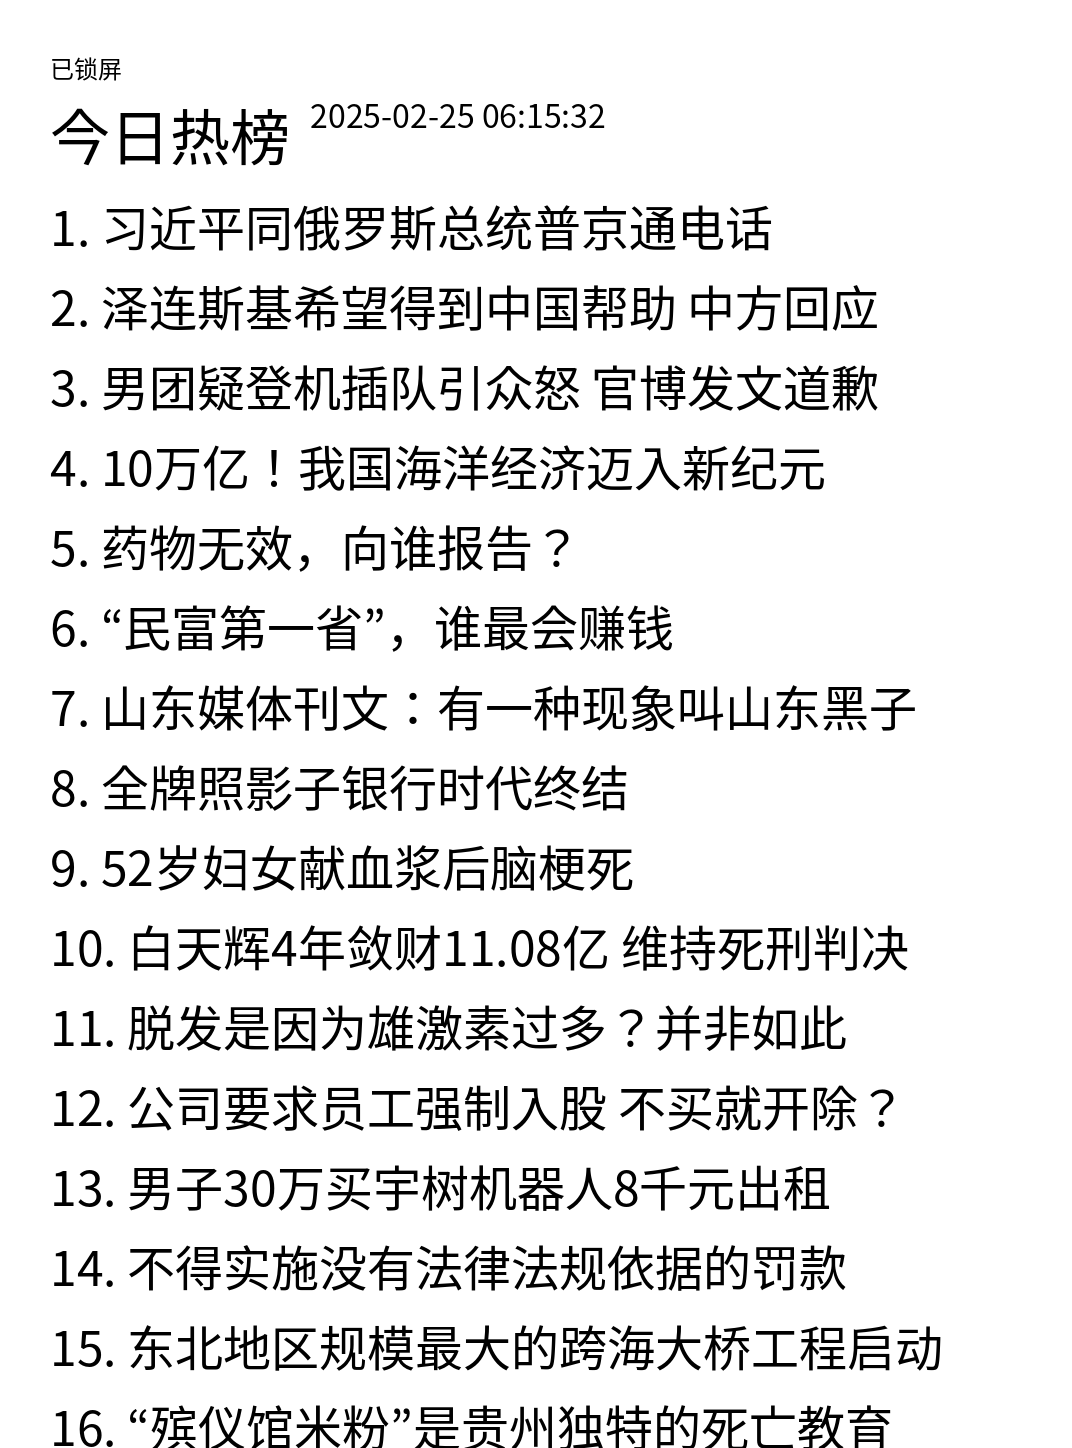 已锁屏
今日热榜 2025-02-25 06:15:32
1. 习近平同俄罗斯总统普京通电话
2. 泽连斯基希望得到中国帮助 中方回应
3. 男团疑登机插队引众怒 官博发文道歉
4. 10万亿！我国海洋经济迈入新纪元
5. 药物无效，向谁报告？
6. “民富第一省”，谁最会赚钱
7. 山东媒体刊文：有一种现象叫山东黑子
8. 全牌照影子银行时代终结
9. 52岁妇女献血浆后脑梗死
10. 白天辉4年敛财11.08亿 维持死刑判决
11. 脱发是因为雄激素过多？并非如此
12. 公司要求员工强制入股 不买就开除？
13. 男子30万买宇树机器人8千元出租
14. 不得实施没有法律法规依据的罚款
15. 东北地区规模最大的跨海大桥工程启动
16. “殡仪馆米粉”是贵州独特的死亡教育